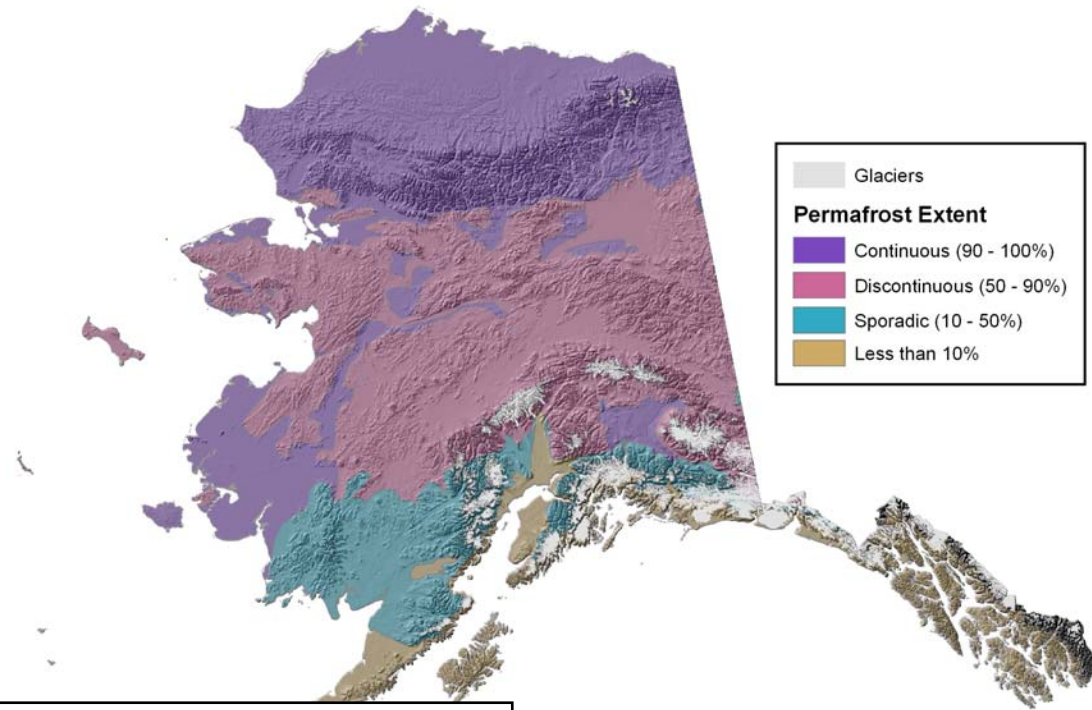 Glaciers
Permafrost Extent
Continuous (90 - 100%)
Discontinuous (50 - 90%)
Sporadic (10 - 50%)
Less than 10%